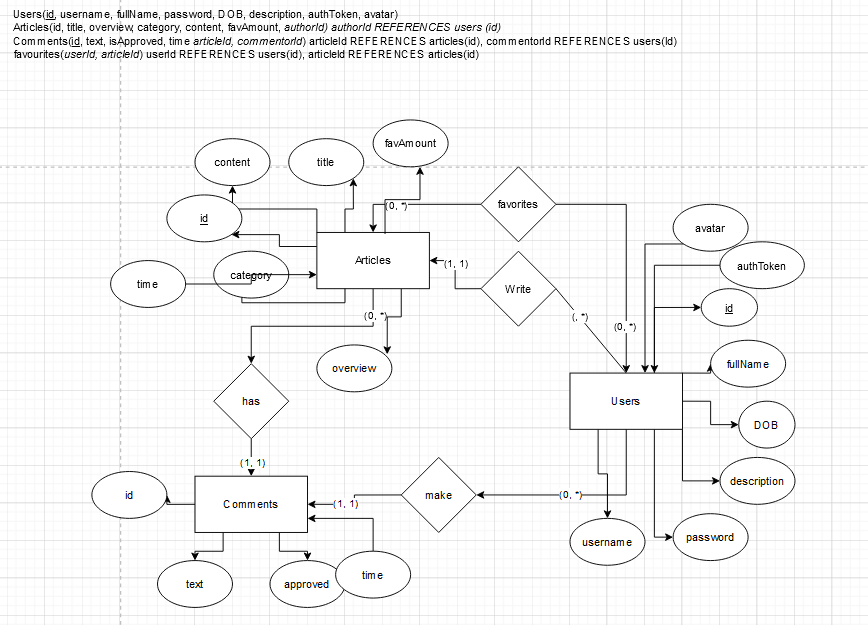 Users(id, username, fullName, password, DOB, description, authToken, avatar)
Articles(id, title, overview, category, content, favAmount, authorId) authorId REFERENCES users (id)
Comments(id, text, isApproved, time articleId, commentorId) articleId REFERENCES articles(id), commentorId REFERENCES users(Id)
favourites(userId, articleId) userId REFERENCES users(id), articleId REFERENCES articles(id)
favAmount
content
title
(0, *)
favorites
id
avatar
Articles
(1, 1)
authToken
category
time
Write
id
(0, *)
(, *)
(0, *)
overview
fullName
has
Users
DOB
(1, 1)
description
id
Comments
(1, 1)
make
(0, *)
username
password
text
approved
time